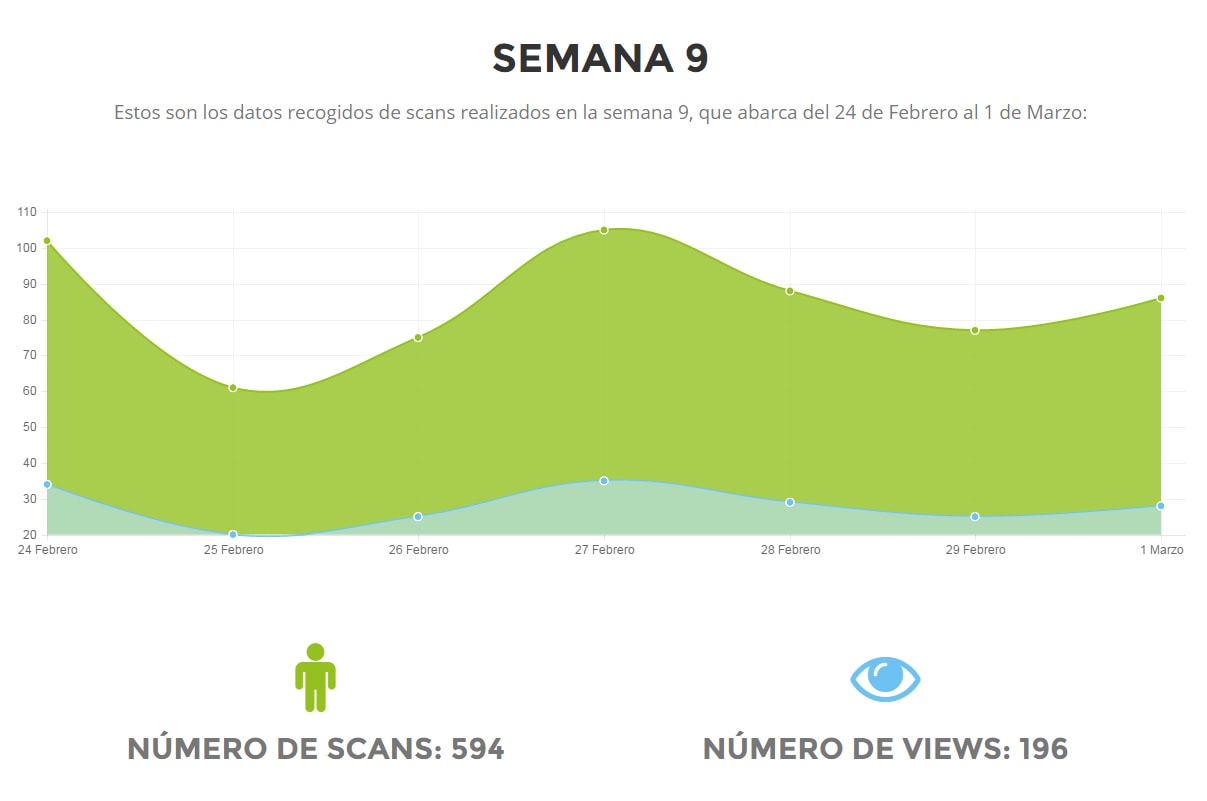 SEMANA 9
Estos son los datos recogidos de scans realizados en la semana 9, que abarca del 24 de Febrero al 1 de Marzo:
110
100
90
80
70
60
50
40
30
20
24 Febrero 25 Febrero 26 Febrero 27 Febrero 28 Febrero 29 Febrero 1 Marzo
NÚMERO DE SCANS: 594 NÚMERO DE VIEWS: 196